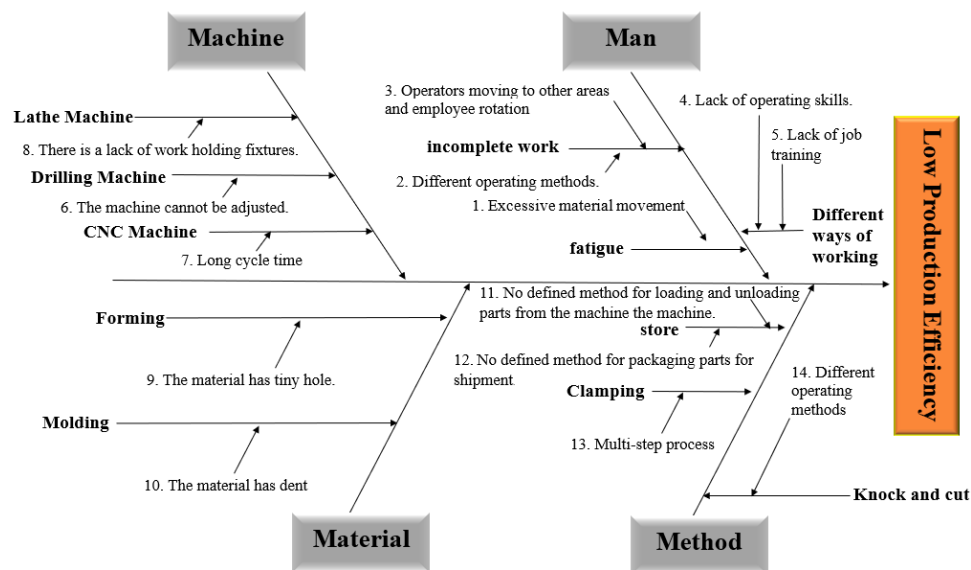 Machine
Man
Lathe Machine
8. There is a lack of work holding fixtures.
Drilling Machine
6. The machine cannot be adjusted.
CNC Machine
7. Long cycle time
3. Operators moving to other areas
and employee rotation
incomplete work
2. Different operating methods.
1. Excessive material movement
fatigue
4. Lack of operating skills.
5. Lack of job
training
Different
ways of
working
Low Production Efficiency
Forming
9. The material has tiny hole.
Molding
10. The material has dent
Material
11. No defined method for loading and unloading
parts from the machine the machine.
store
12. No defined method for packaging parts for
shipment
Clamping
13. Multi-step process
14. Different
operating
methods
Knock and cut
Method